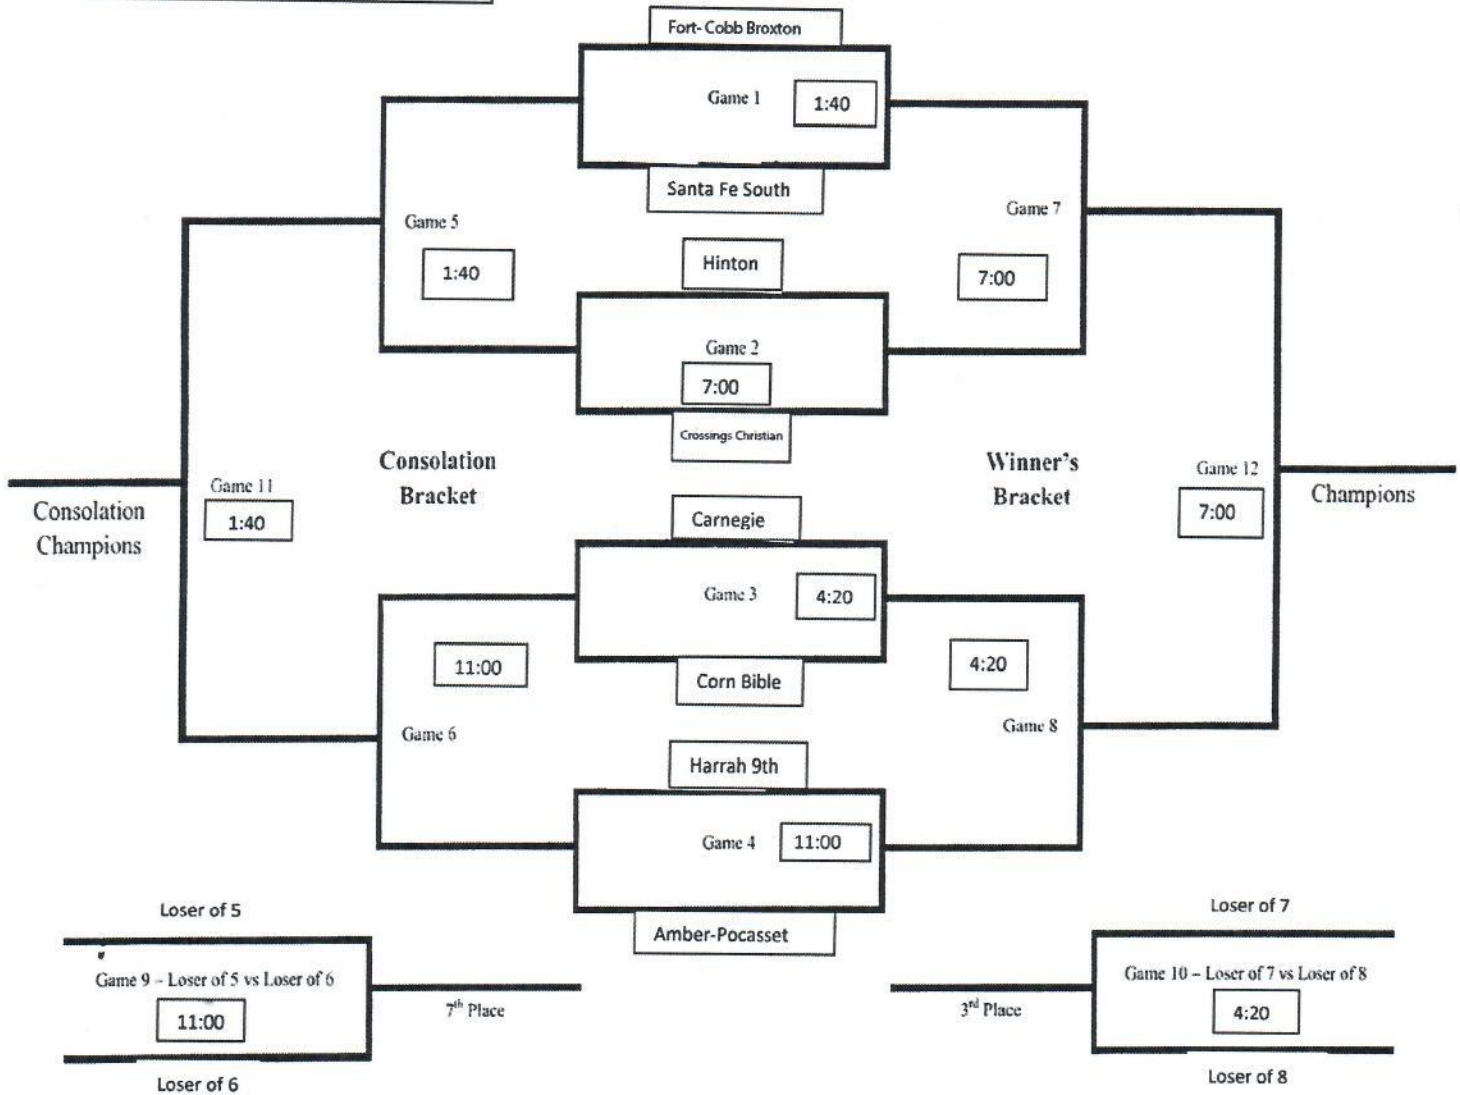 Fort- Cobb Broxton
Game 1
1:40
Santa Fe South
Game 5
1:40
Game 7
7:00
Hinton
Game 2
7:00
Crossings Christian
Consolation
Bracket
Winner's
Bracket
Game 11
1:40
Consolation
Champions
Game 12
7:00
Champions
Carnegie
Game 3
4:20
Corn Bible
11:00
Game 6
4:20
Game 8
Harrah 9th
Game 4
11:00
Amber-Pocasset
Loser of 5
Game 9 – Loser of 5 vs Loser of 6
11:00
Loser of 6
7th Place
3rd Place
Loser of 7
Game 10 – Loser of 7 vs Loser of 8
4:20
Loser of 8